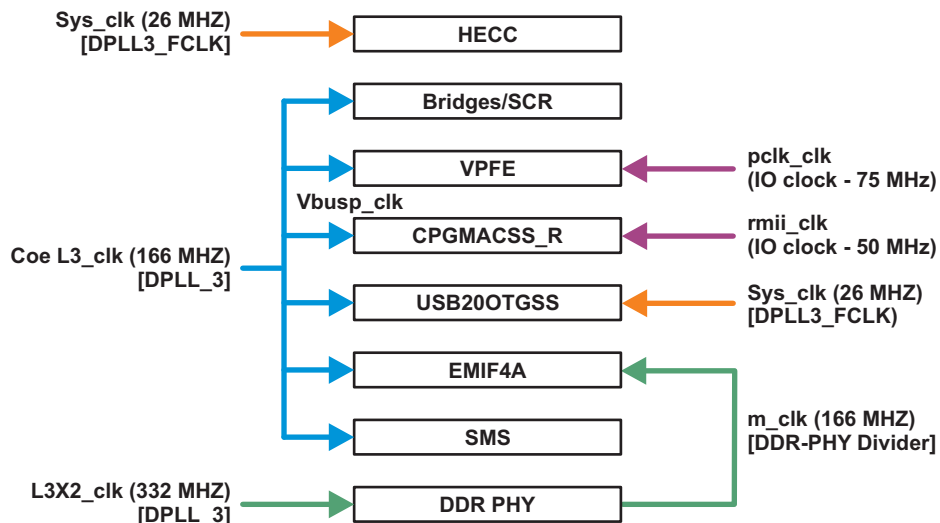 Sys_clk (26 MHZ)
[DPLL3_FCLK]
HECC
Bridges/SCR
VPFE
pclk_clk
(IO clock - 75 MHz)
Vbusp_clk
CPGMACSS_R
rmii_clk
(IO clock - 50 MHz)
Coe L3_clk (166 MHZ)
[DPLL_3]
USB20OTGSS
Sys_clk (26 MHZ)
[DPLL3_FCLK)
EMIF4A
m_clk (166 MHZ)
[DDR-PHY Divider]
SMS
L3X2_clk (332 MHZ)
[DPLL_3]
DDR PHY